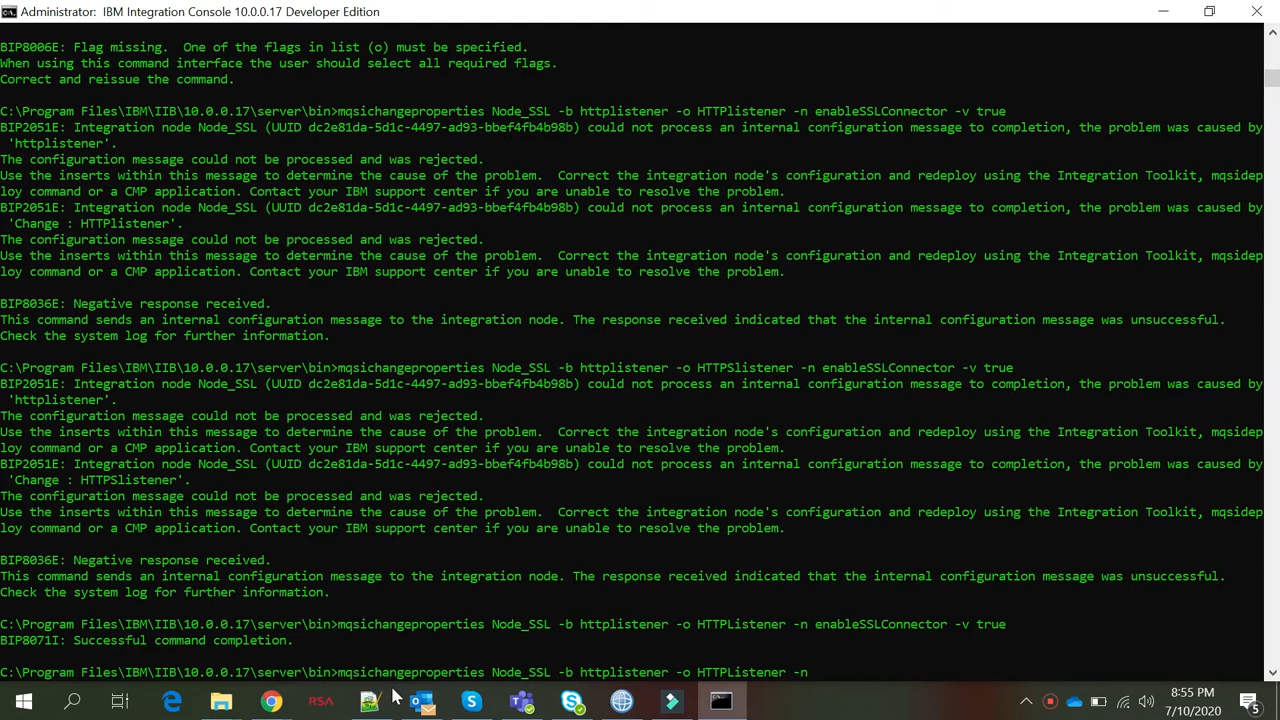 Administrator: IBM Integration Console 10.0.0.17 Developer Edition
BIP8006E: Flag missing.  One of the flags in list (o) must be specified.
When using this command interface the user should select all required flags.
Correct and reissue the command.
C:\Program Files\IBM\IIB\10.0.0.17\server\bin>mqsichangeproperties Node_SSL -b httplistener -o HTTPlistener -n enableSSLConnector -v true
BIP2051E: Integration node Node_SSL (UUID dc2e81da-5d1c-4497-ad93-bbef4fb4b98b) could not process an internal configuration message to completion, the problem was caused by
'httplistener'.
The configuration message could not be processed and was rejected.
Use the inserts within this message to determine the cause of the problem.  Correct the integration node's configuration and redeploy using the Integration Toolkit, mqsidep
loy command or a CMP application. Contact your IBM support center if you are unable to resolve the problem.
BIP2051E: Integration node Node_SSL (UUID dc2e81da-5d1c-4497-ad93-bbef4fb4b98b) could not process an internal configuration message to completion, the problem was caused by
'Change : HTTPlistener'.
The configuration message could not be processed and was rejected.
Use the inserts within this message to determine the cause of the problem.  Correct the integration node's configuration and redeploy using the Integration Toolkit, mqsidep
loy command or a CMP application. Contact your IBM support center if you are unable to resolve the problem.
BIP8036E: Negative response received.
This command sends an internal configuration message to the integration node. The response received indicated that the internal configuration message was unsuccessful.
Check the system log for further information.
C:\Program Files\IBM\IIB\10.0.0.17\server\bin>mqsichangeproperties Node_SSL -b httplistener -o HTTPSlistener -n enableSSLConnector -v true
BIP2051E: Integration node Node_SSL (UUID dc2e81da-5d1c-4497-ad93-bbef4fb4b98b) could not process an internal configuration message to completion, the problem was caused by
'httplistener'.
The configuration message could not be processed and was rejected.
Use the inserts within this message to determine the cause of the problem.  Correct the integration node's configuration and redeploy using the Integration Toolkit, mqsidep
loy command or a CMP application. Contact your IBM support center if you are unable to resolve the problem.
BIP2051E: Integration node Node_SSL (UUID dc2e81da-5d1c-4497-ad93-bbef4fb4b98b) could not process an internal configuration message to completion, the problem was caused by
'Change : HTTPSlistener'.
The configuration message could not be processed and was rejected.
Use the inserts within this message to determine the cause of the problem.  Correct the integration node's configuration and redeploy using the Integration Toolkit, mqsidep
loy command or a CMP application. Contact your IBM support center if you are unable to resolve the problem.
BIP8036E: Negative response received.
This command sends an internal configuration message to the integration node. The response received indicated that the internal configuration message was unsuccessful.
Check the system log for further information.
C:\Program Files\IBM\IIB\10.0.0.17\server\bin>mqsichangeproperties Node_SSL -b httplistener -o HTTPListener -n enableSSLConnector -v true
BIP8071I: Successful command completion.
C:\Program Files\IBM\IIB\10.0.0.17\server\bin>mqsichangeproperties Node_SSL -b httplistener -o HTTPListener -n
RSA
8:55 PM
7/10/2020
5